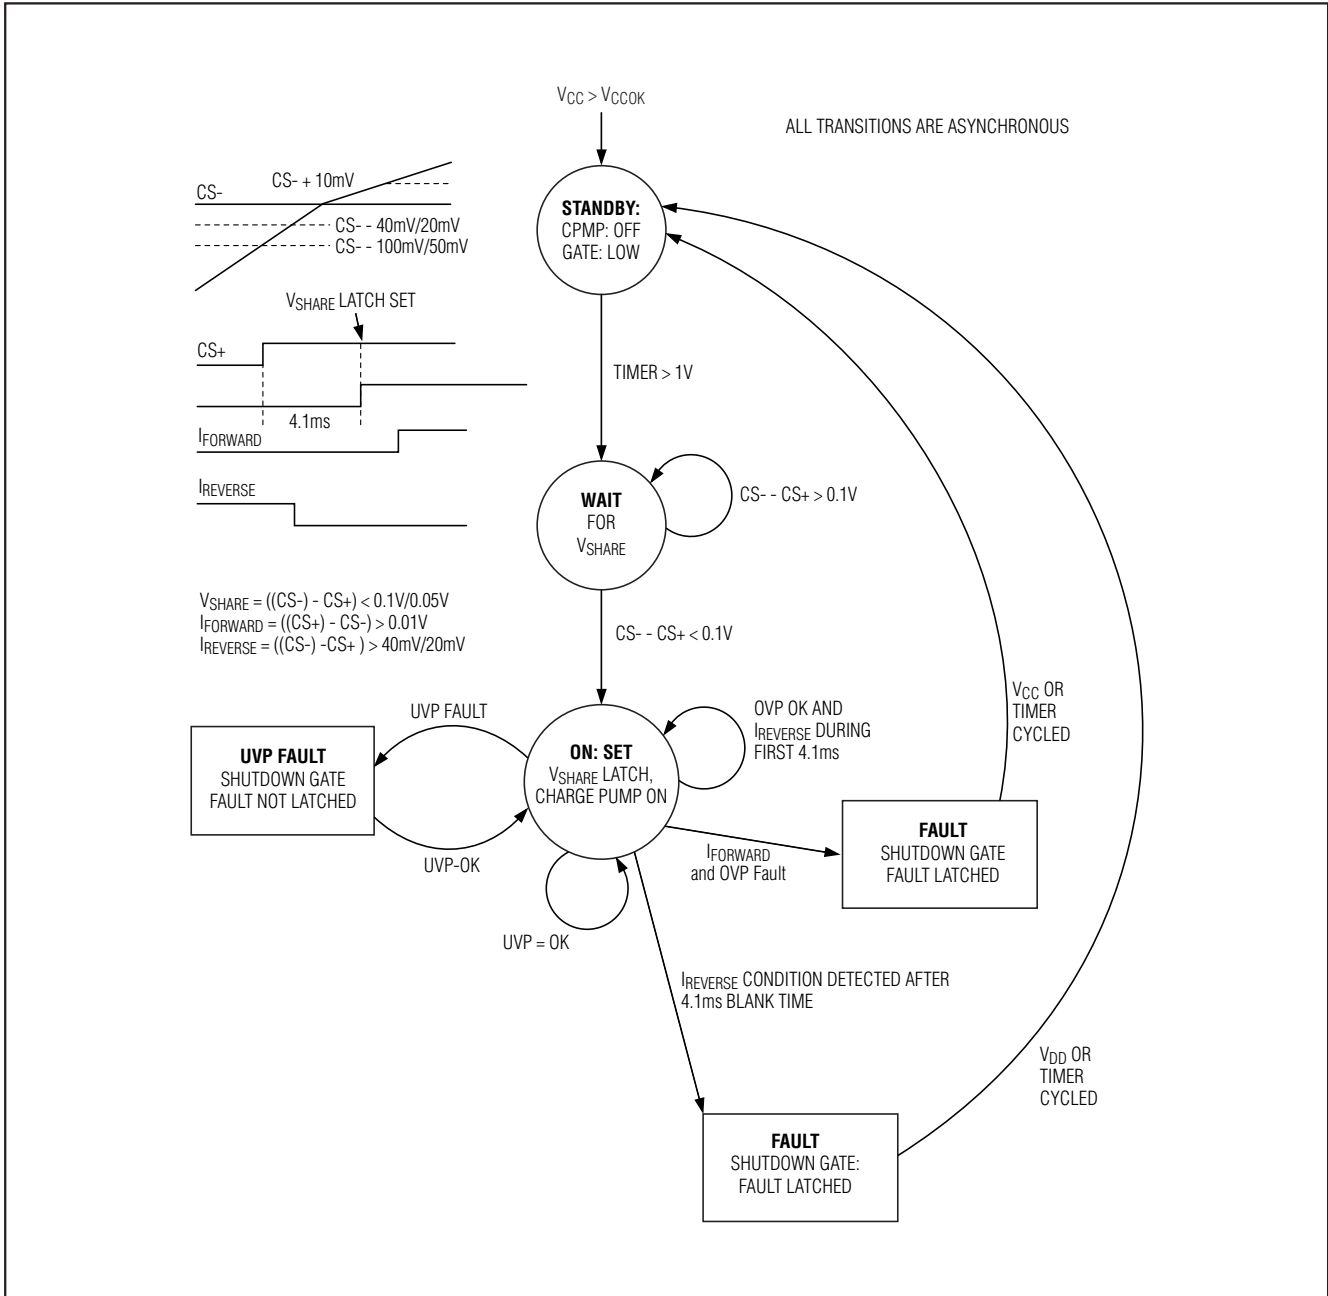 VCC > VCCOK
ALL TRANSITIONS ARE ASYNCHRONOUS
CS- + 10mV
CS-
CS- - 40mV/20mV
CS- - 100mV/50mV
STANDBY:
CPMP: OFF
GATE: LOW
VSHARE LATCH SET
CS+
4.1ms
IFORWARD
IREVERSE
TIMER > 1V
WAIT
FOR
VSHARE
CS- - CS+ > 0.1V
VSHARE = ((CS-) - CS+) < 0.1V/0.05V
IFORWARD = ((CS+) - CS-) > 0.01V
IREVERSE = ((CS-) -CS+ ) > 40mV/20mV
CS- - CS+ < 0.1V
UVP FAULT
UVP FAULT
SHUTDOWN GATE
FAULT NOT LATCHED
UVP-OK
ON: SET
VSHARE LATCH,
CHARGE PUMP ON
OVP OK AND
IREVERSE DURING
FIRST 4.1ms
VCC OR
TIMER
CYCLED
IFORWARD
and OVP Fault
FAULT
SHUTDOWN GATE
FAULT LATCHED
UVP = OK
IREVERSE CONDITION DETECTED AFTER
4.1ms BLANK TIME
VDD OR
TIMER
CYCLED
FAULT
SHUTDOWN GATE:
FAULT LATCHED